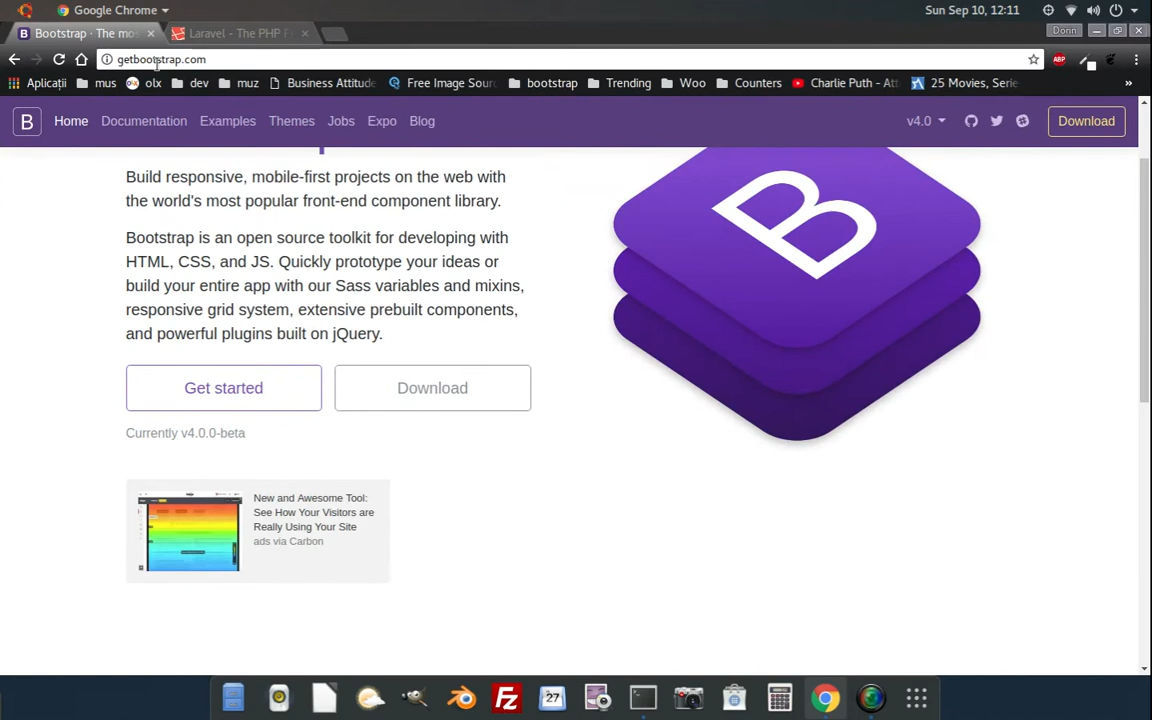 Google Chrome
Sun Sep 10, 12:11
Bootstrap · The mos
Laravel - The PHP F
Dorin
getbootstrap.com
ABP
Aplicații
mus
olx
dev
muz
Business Attitude
Free Image Sour
bootstrap
Trending
Woo
Counters
Charlie Puth - Att
25 Movies, Serie
»
B
Home
Documentation
Examples
Themes
Jobs
Expo
Blog
v4.0
Download
Build responsive, mobile-first projects on the web with
the world's most popular front-end component library.
Bootstrap is an open source toolkit for developing with
HTML, CSS, and JS. Quickly prototype your ideas or
build your entire app with our Sass variables and mixins,
responsive grid system, extensive prebuilt components,
and powerful plugins built on jQuery.
B
Get started
Download
Currently v4.0.0-beta
New and Awesome Tool:
See How Your Visitors are
Really Using Your Site
ads via Carbon
Fz
27